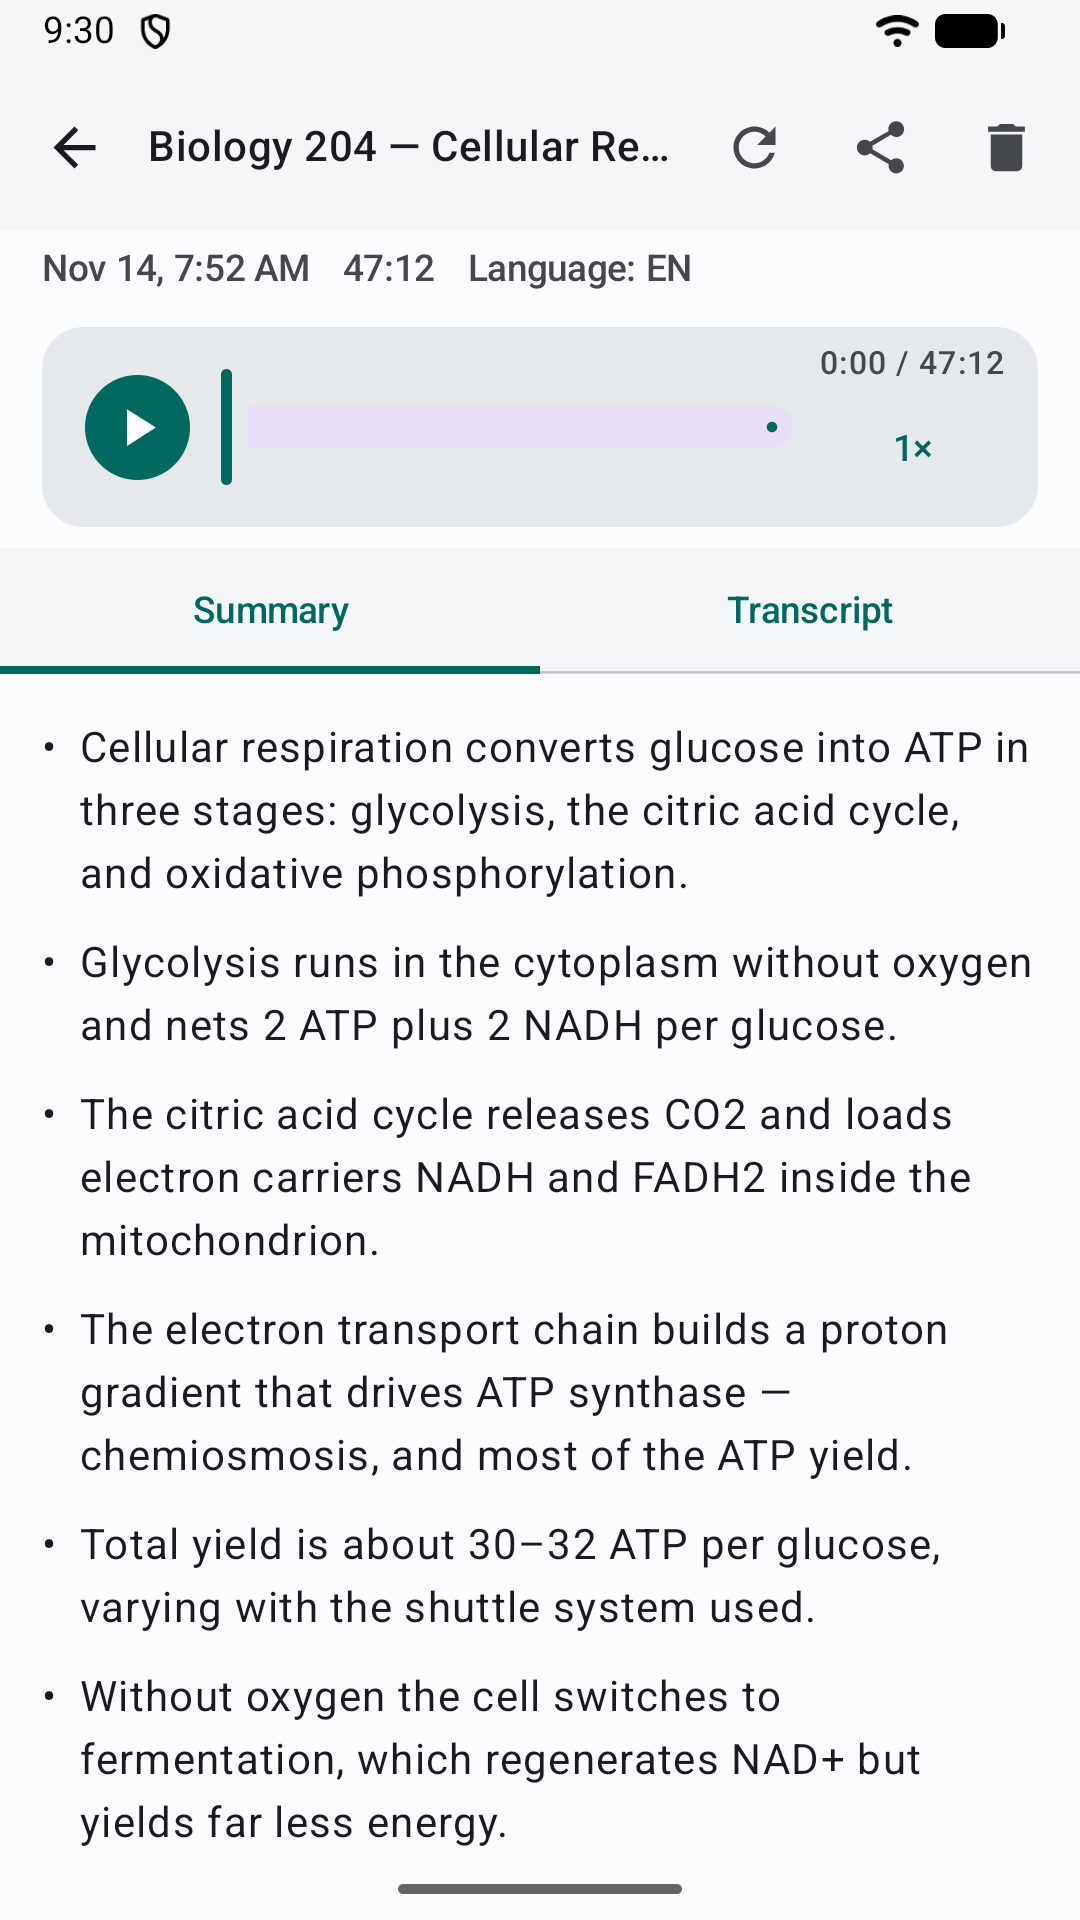 9:30
Biology 204 — Cellular Re...
Nov 14, 7:52 AM 47:12 Language: EN
0:00 / 47:12
1×
Summary Transcript
• Cellular respiration converts glucose into ATP in
three stages: glycolysis, the citric acid cycle,
and oxidative phosphorylation.
• Glycolysis runs in the cytoplasm without oxygen
and nets 2 ATP plus 2 NADH per glucose.
• The citric acid cycle releases CO2 and loads
electron carriers NADH and FADH2 inside the
mitochondrion.
• The electron transport chain builds a proton
gradient that drives ATP synthase —
chemiosmosis, and most of the ATP yield.
• Total yield is about 30–32 ATP per glucose,
varying with the shuttle system used.
• Without oxygen the cell switches to
fermentation, which regenerates NAD+ but
yields far less energy.